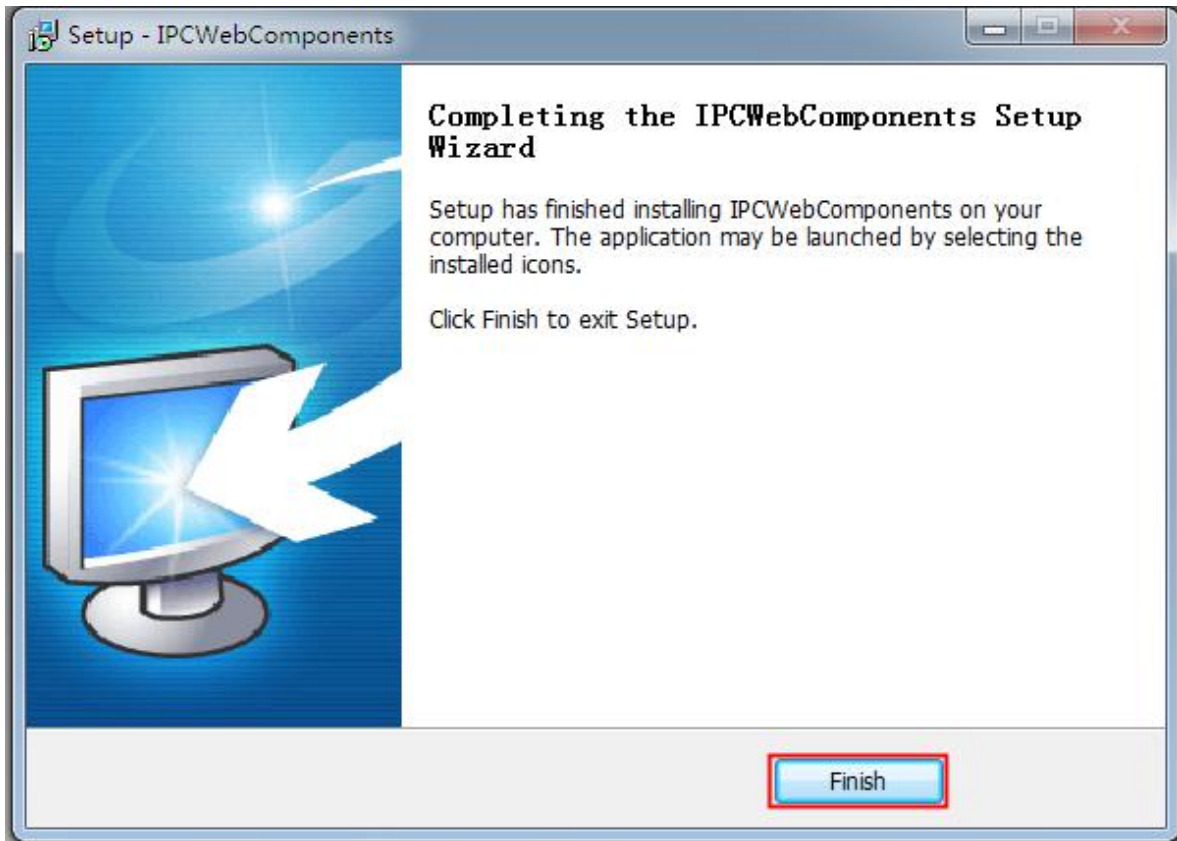 Setup - IPCWebComponents
Completing the IPCWebComponents Setup
Wizard
Setup has finished installing IPCWebComponents on your
computer. The application may be launched by selecting the
installed icons.
Click Finish to exit Setup.
Finish